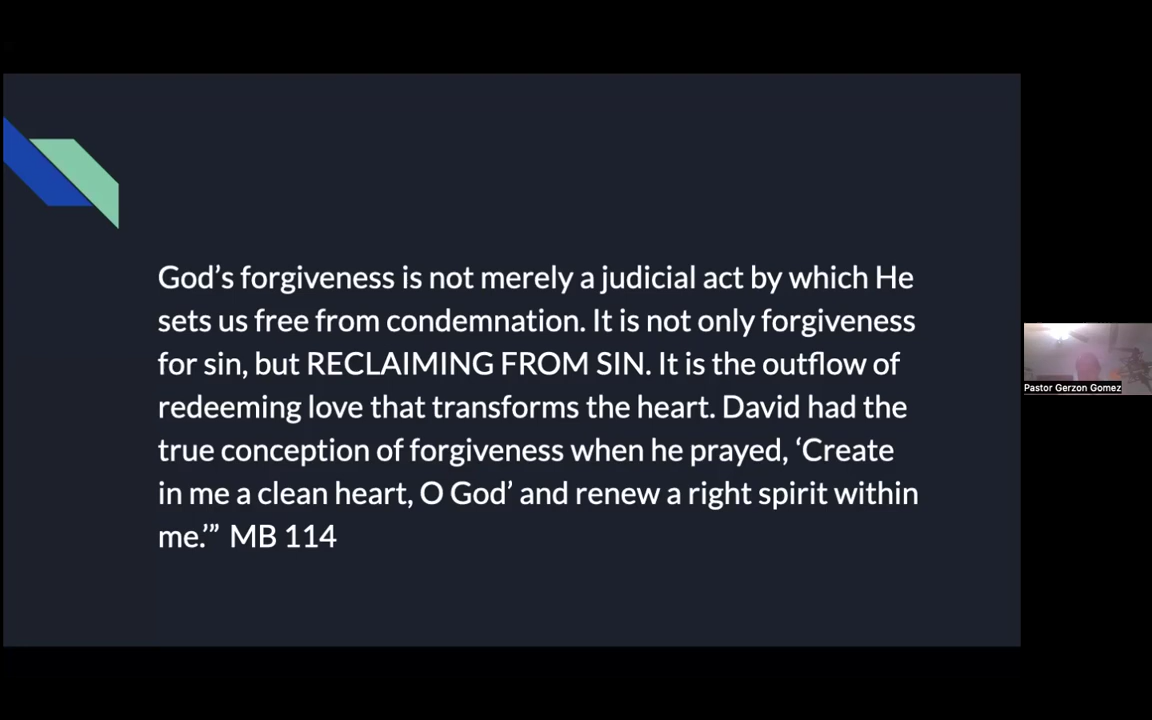 God’s forgiveness is not merely a judicial act by which He
sets us free from condemnation. It is not only forgiveness
for sin, but RECLAIMING FROM SIN. It is the outflow of
redeeming love that transforms the heart. David had the
true conception of forgiveness when he prayed, ‘Create
in me a clean heart, O God’ and renew a right spirit within
me.’” MB 114
Pastor Gerzon Gomez